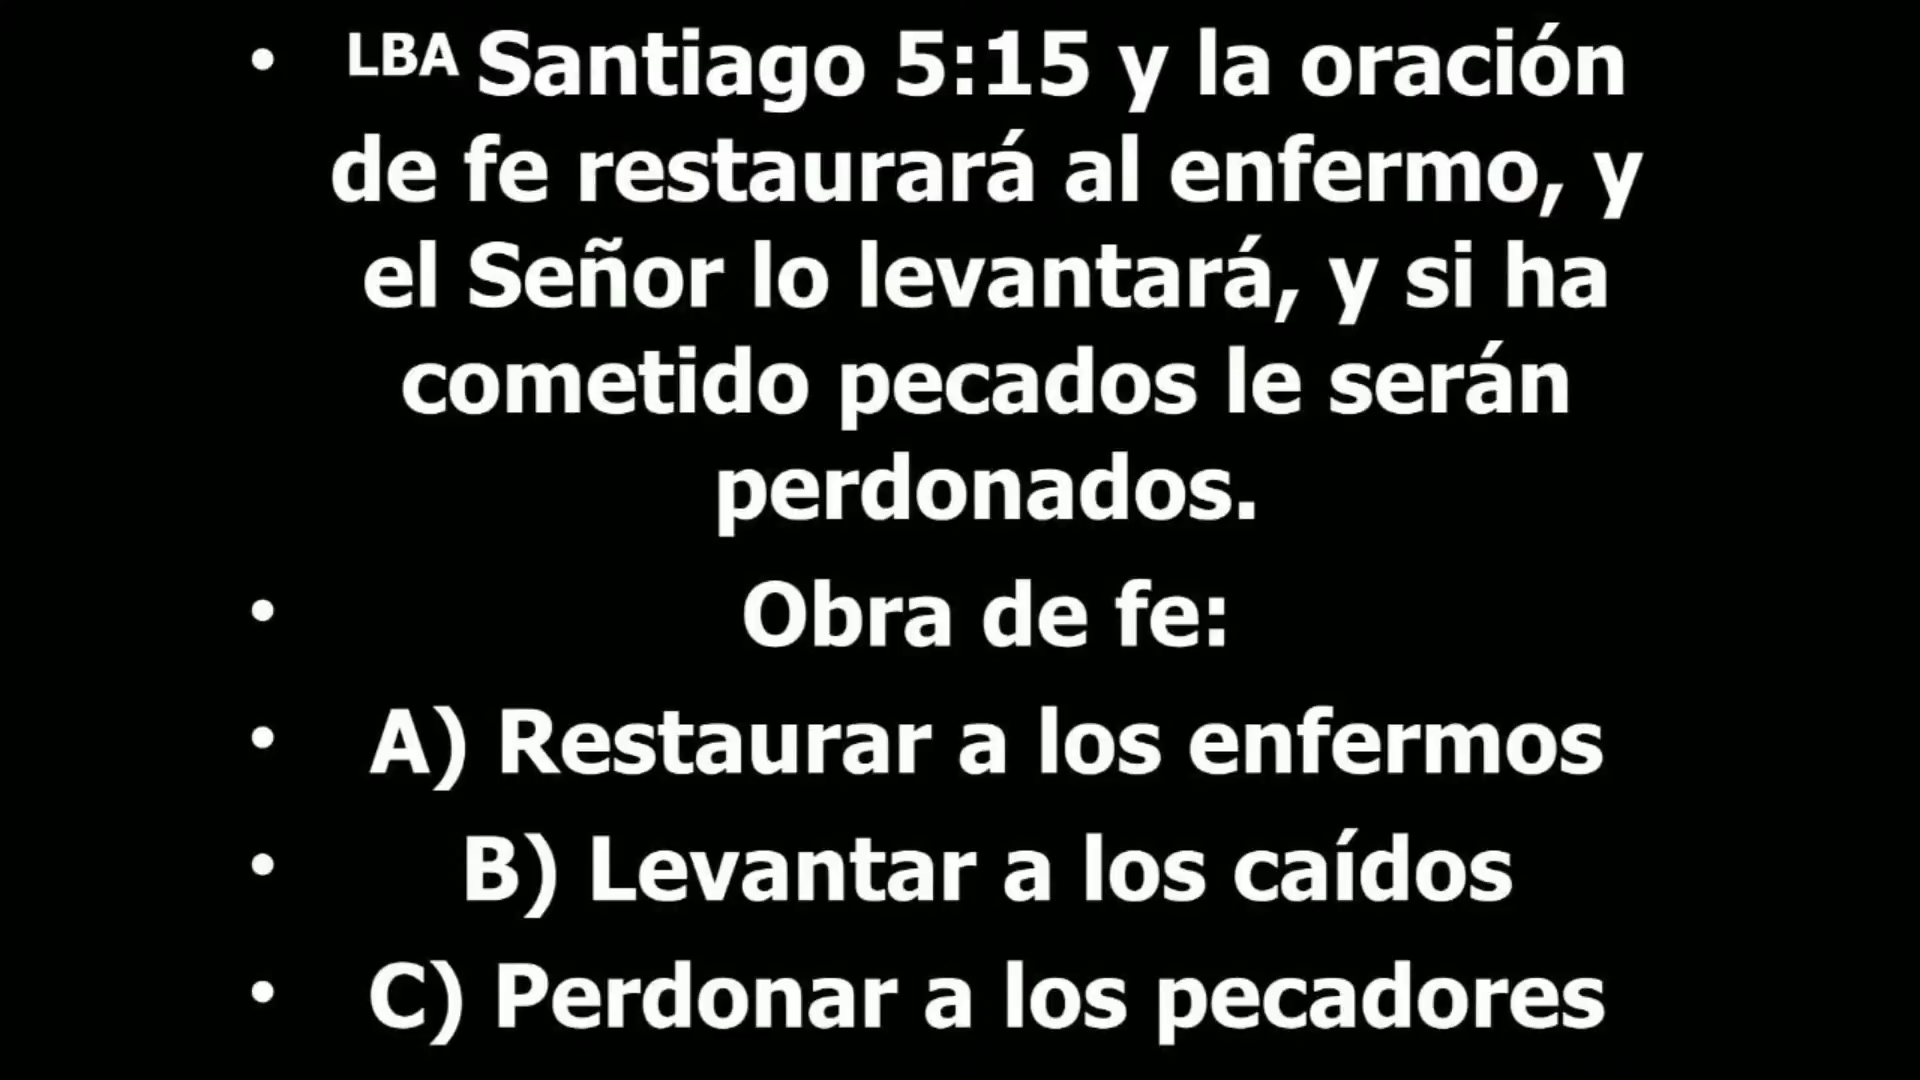 • LBA Santiago 5:15 y la oración
de fe restaurará al enfermo, y
el Señor lo levantará, y si ha
cometido pecados le serán
perdonados.
• Obra de fe:
• A) Restaurar a los enfermos
• B) Levantar a los caídos
• C) Perdonar a los pecadores